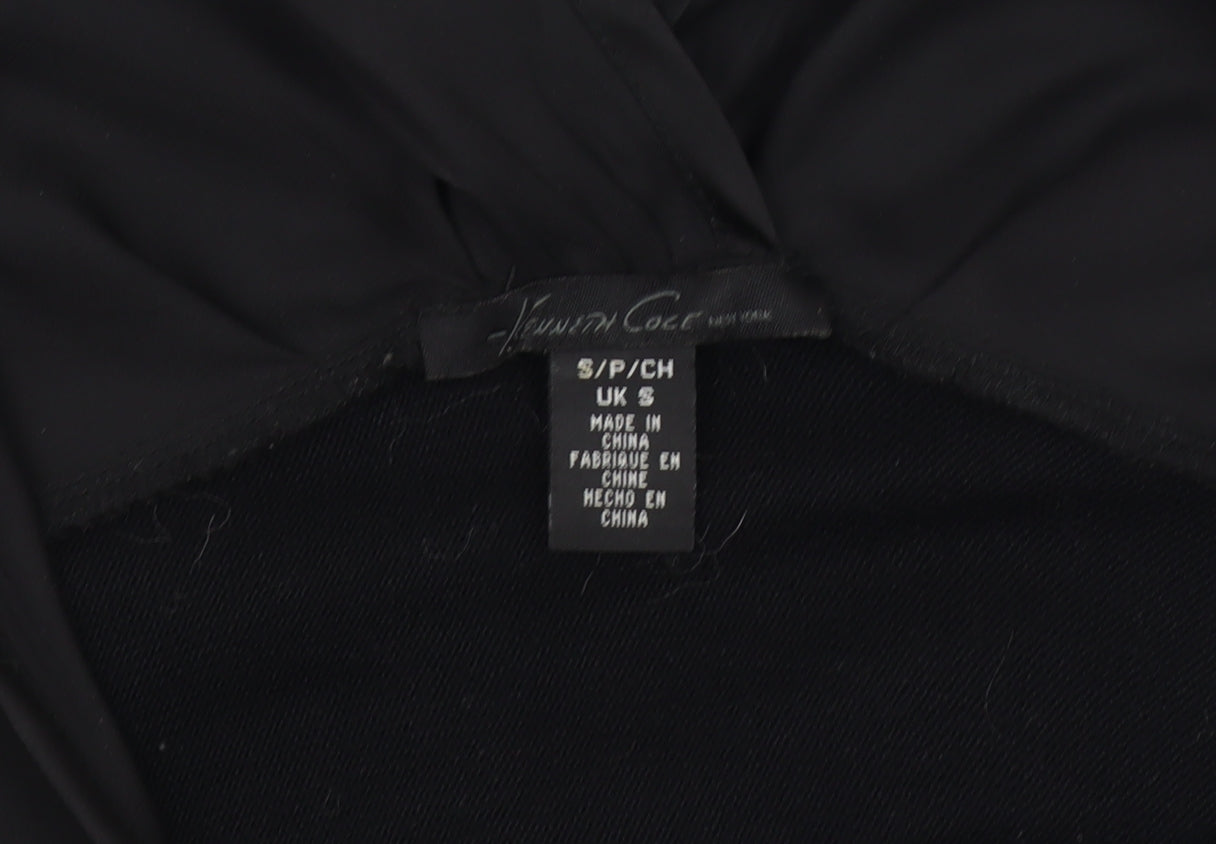 Kenneth Cole NEW YORK
S/P/CH
UK S
MADE IN
CHINA
FABRIQUE EN
CHINE
HECHO EN
CHINA